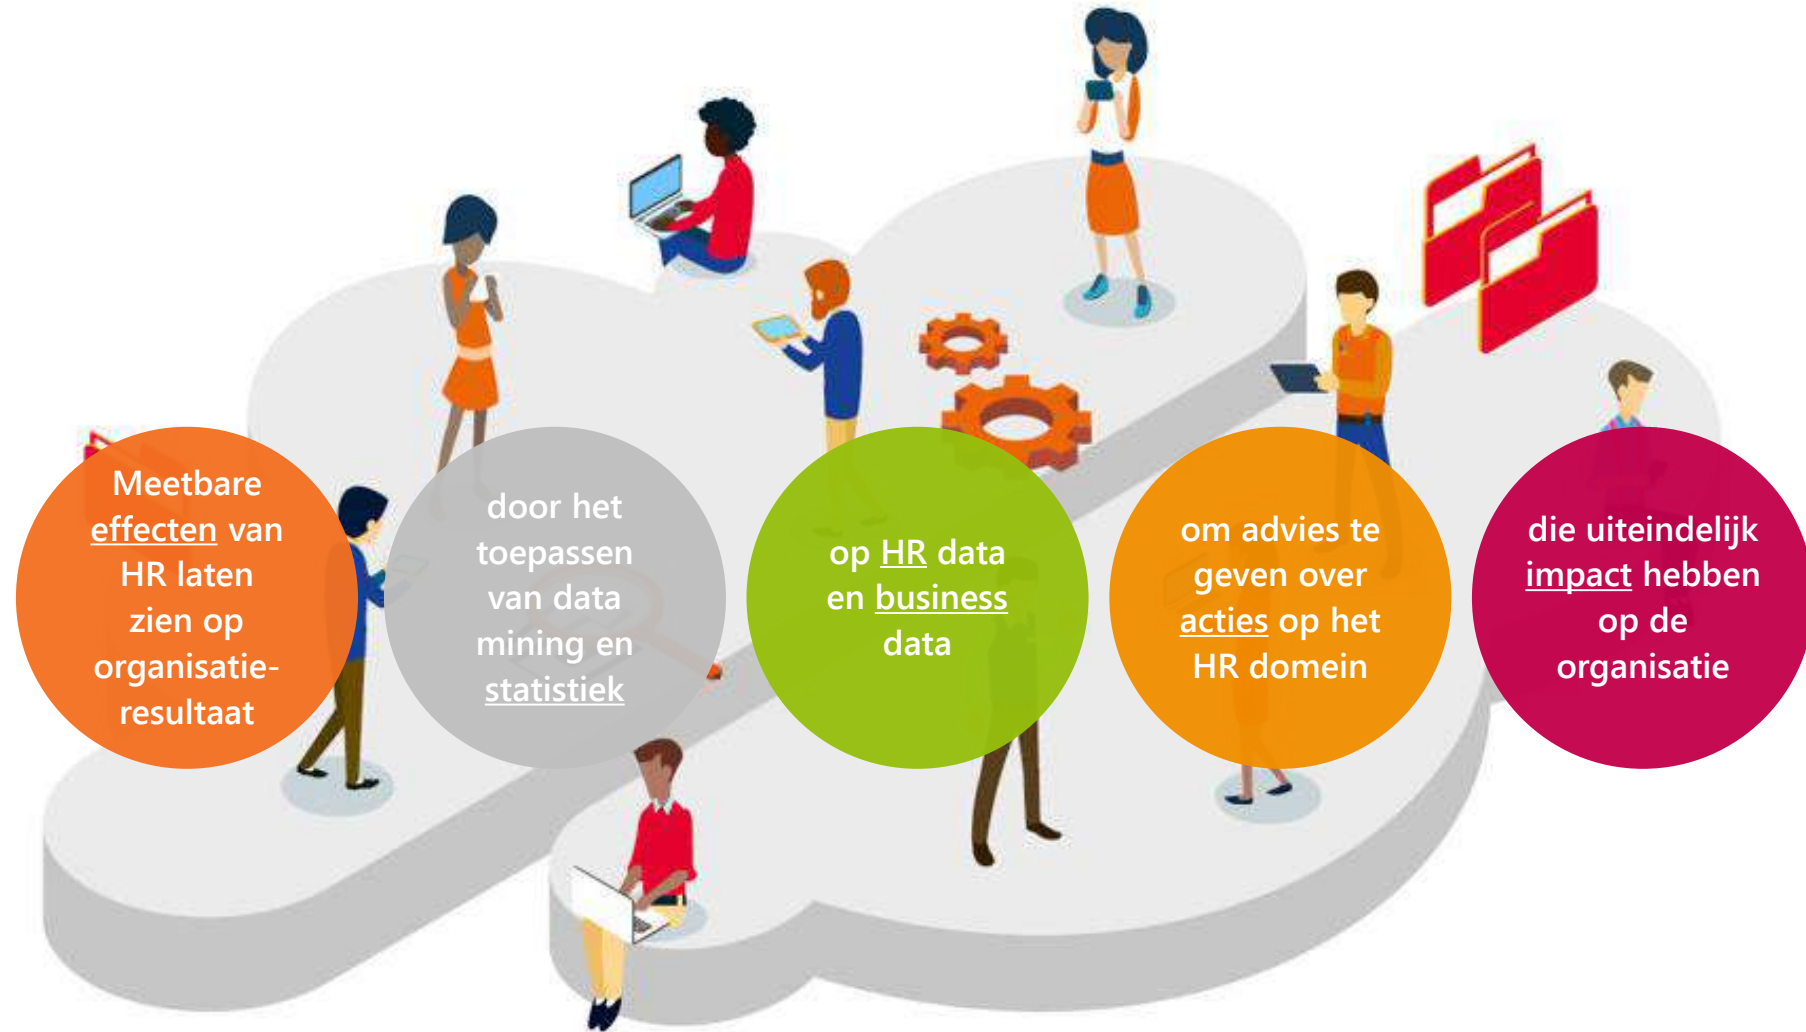 Meetbare
effecten van
HR laten
zien op
organisatie-
resultaat
door het
toepassen
van data
mining en
statistiek
op HR data
en business
data
om advies te
geven over
acties op het
HR domein
die uiteindelijk
impact hebben
op de
organisatie